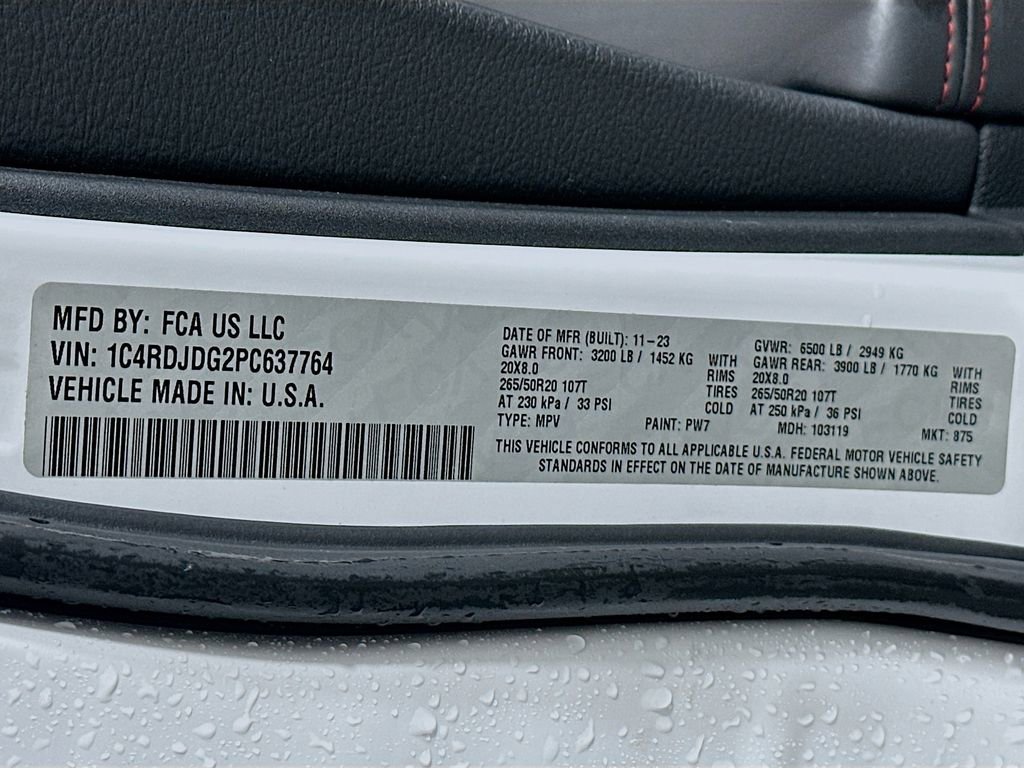 MFD BY: FCA US LLC
VIN: 1C4RDJDG2PC637764
VEHICLE MADE IN: U.S.A.
DATE OF MFR (BUILT): 11-23
GAWR FRONT: 3200 LB / 1452 KG
20X8.0
265/50R20 107T
AT 230 kPa / 33 PSI
WITH
RIMS
TIRES
COLD
TYPE: MPV
PAINT: PW7
GVWR: 6500 LB / 2949 KG
GAWR REAR: 3900 LB / 1770 KG
20X8.0
265/50R20 107T
AT 250 kPa / 36 PSI
WITH
RIMS
TIRES
COLD
MDH: 103119
MKT: 875
THIS VEHICLE CONFORMS TO ALL APPLICABLE U.S.A. FEDERAL MOTOR VEHICLE SAFETY
STANDARDS IN EFFECT ON THE DATE OF MANUFACTURE SHOWN ABOVE.